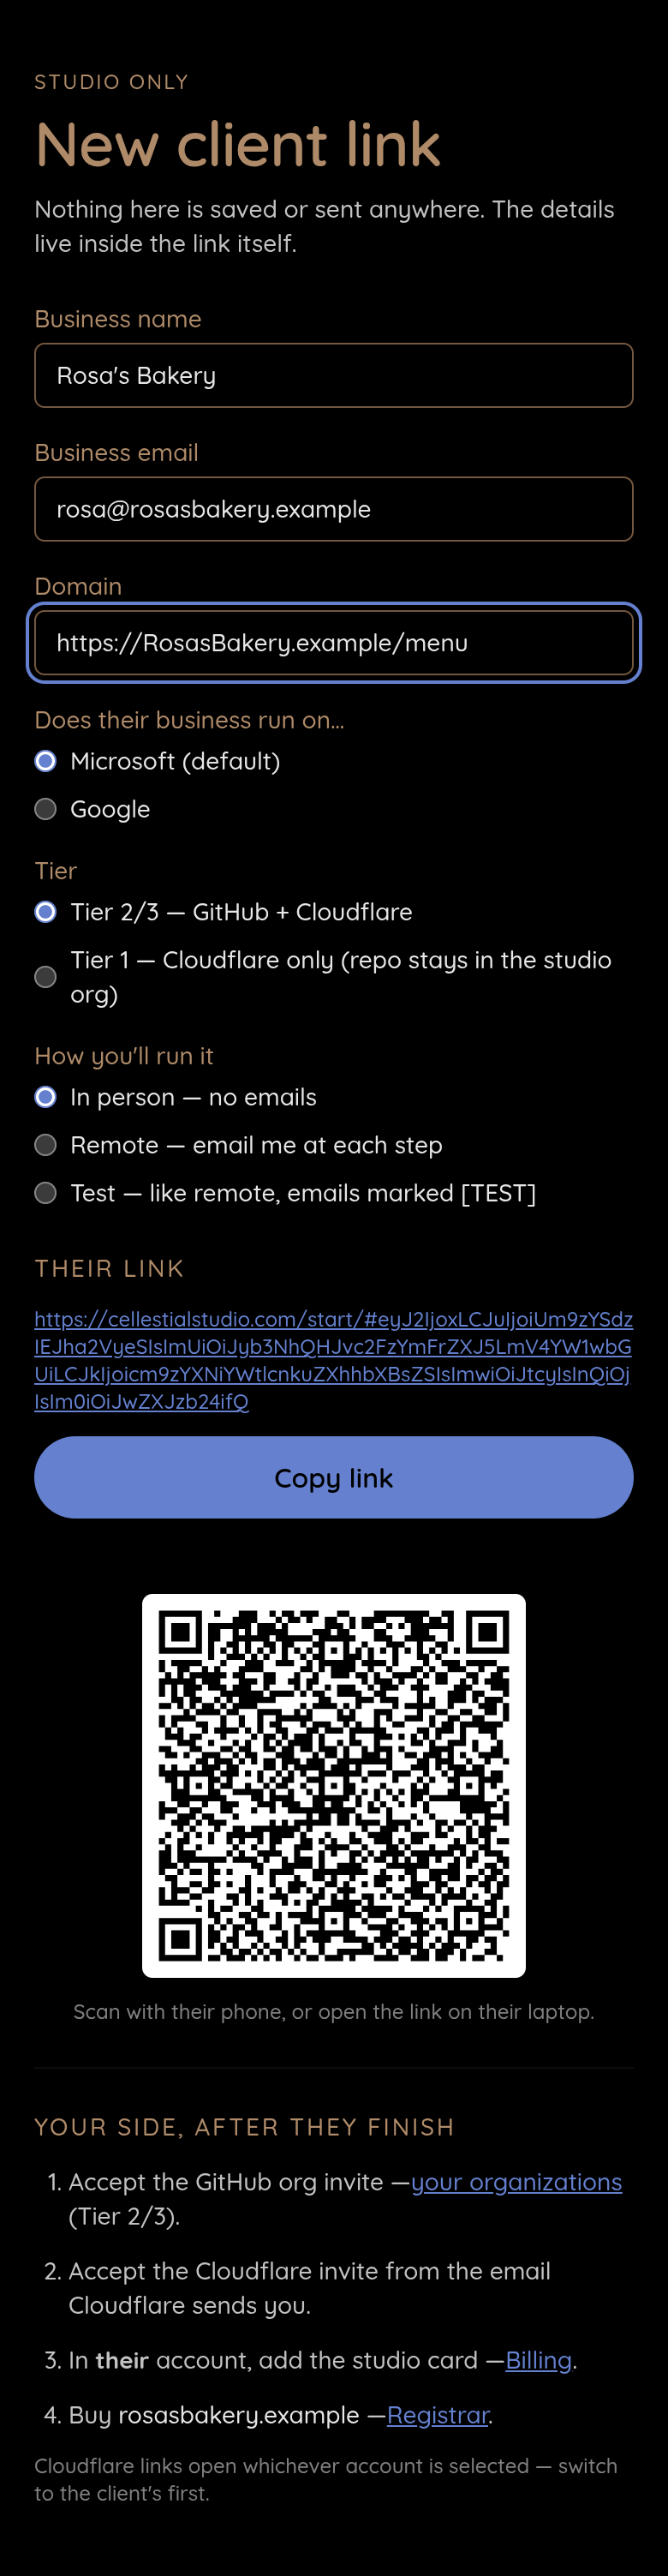 STUDIO ONLY
New client link
Nothing here is saved or sent anywhere. The details
live inside the link itself.
Business name
Rosa's Bakery
Business email
rosa@rosasbakery.example
Domain
https://RosasBakery.example/menu
Does their business run on...
Microsoft (default)
Google
Tier
Tier 2/3 — GitHub + Cloudflare
Tier 1 — Cloudflare only (repo stays in the studio
org)
How you'll run it
In person — no emails
Remote — email me at each step
Test — like remote, emails marked [TEST]
THEIR LINK
https://cellestialstudio.com/start/#eyJ2IjoxLCJuIjoiUm9zYSdz
IEJha2VyeSIsImUiOiJyb3NhQHJvc2FzYmFrZXJ5LmV4YW1wbG
UiLCJkIjoicm9zYXNiYWtlcnkuZXhhbXBsZSIsImwiOiJtcyIsInQiOj
IsIm0iOiJwZXJzb24ifQ
Copy link
Scan with their phone, or open the link on their laptop.
YOUR SIDE, AFTER THEY FINISH
1. Accept the GitHub org invite —your organizations
(Tier 2/3).
2. Accept the Cloudflare invite from the email
Cloudflare sends you.
3. In their account, add the studio card —Billing.
4. Buy rosasbakery.example —Registrar.
Cloudflare links open whichever account is selected — switch
to the client's first.